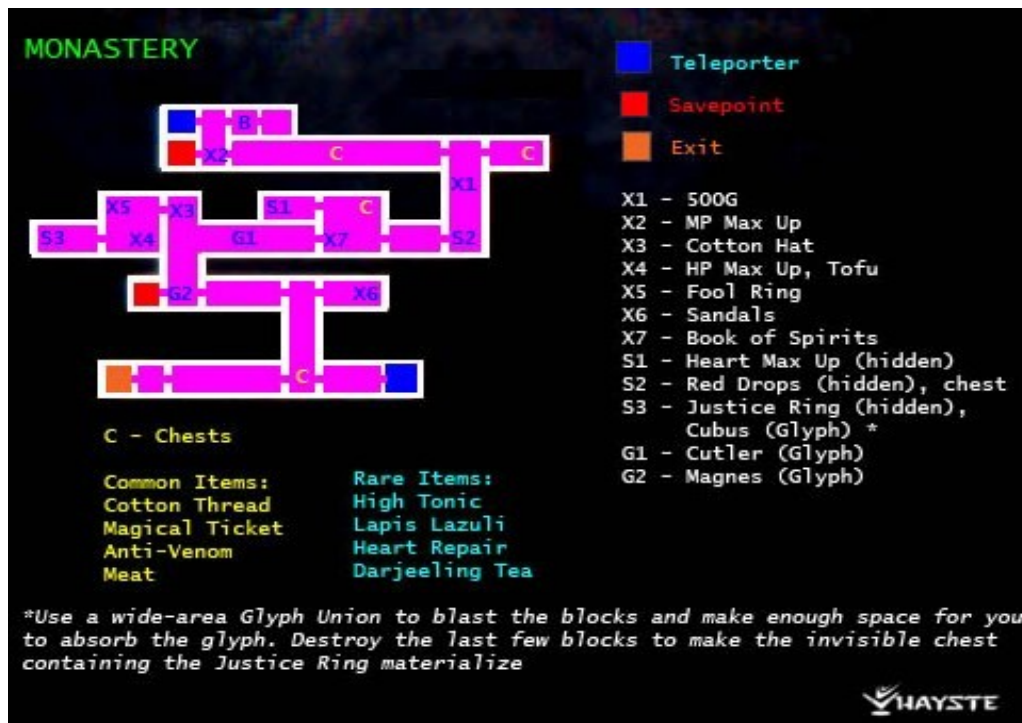 MONASTERY
Teleporter
Savepoint
Exit
B
X2 C C
X1
X5 X3 S1 C
S3 X4 G1 X7 S2
G2 X6
C
X1 - 500G
X2 - MP Max Up
X3 - Cotton Hat
X4 - HP Max Up, Tofu
X5 - Fool Ring
X6 - Sandals
X7 - Book of Spirits
S1 - Heart Max Up (hidden)
S2 - Red Drops (hidden), chest
S3 - Justice Ring (hidden),
Cubus (Glyph) *
G1 - Cutler (Glyph)
G2 - Magnes (Glyph)
C - Chests
Common Items:
Cotton Thread
Magical Ticket
Anti-Venom
Meat
Rare Items:
High Tonic
Lapis Lazuli
Heart Repair
Darjeeling Tea
*Use a wide-area Glyph Union to blast the blocks and make enough space for you
to absorb the glyph. Destroy the last few blocks to make the invisible chest
containing the Justice Ring materialize
HAYSTE